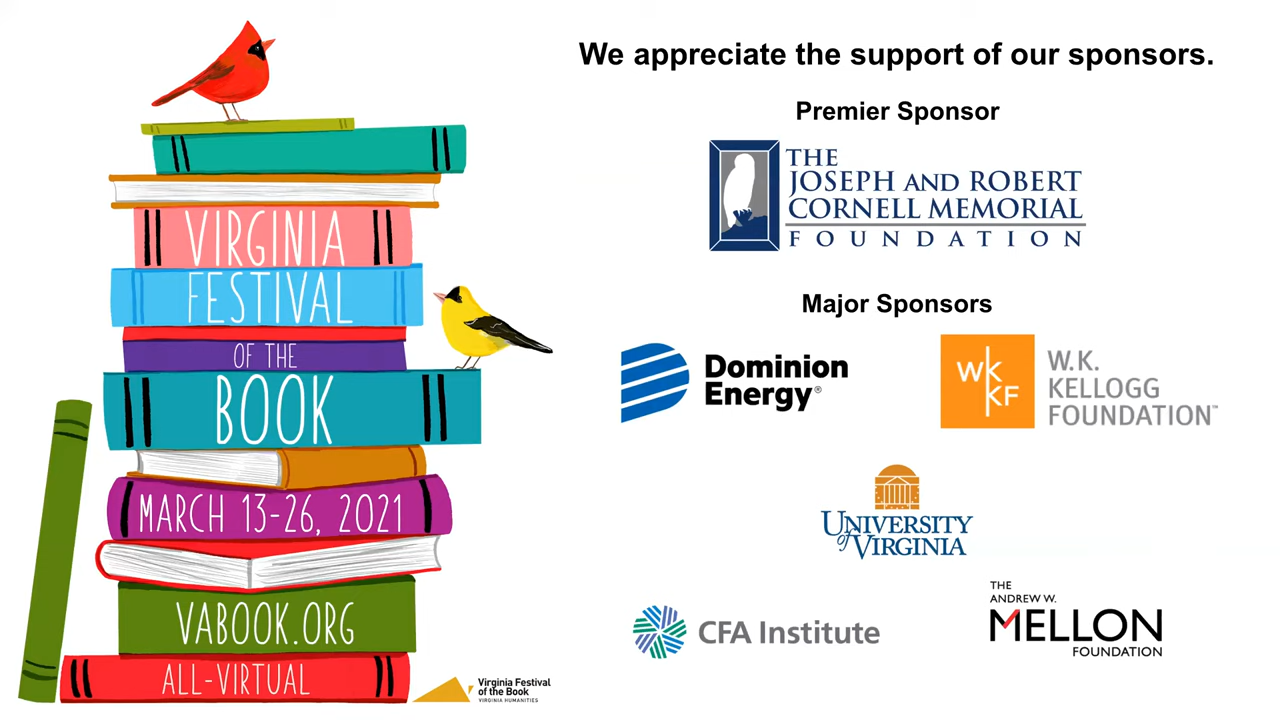 VIRGINIA
FESTIVAL
OF THE
BOOK
MARCH 13-26, 2021
VABOOK.ORG
ALL-VIRTUAL
Virginia Festival
of the Book
VIRGINIA HUMANITIES
We appreciate the support of our sponsors.
Premier Sponsor
THE
JOSEPH AND ROBERT
CORNELL MEMORIAL
FOUNDATION
Major Sponsors
Dominion
Energy®
WK
KF
W.K.
KELLOGG
FOUNDATION™
UNIVERSITY
of VIRGINIA
CFA Institute
THE
ANDREW W.
MELLON
FOUNDATION